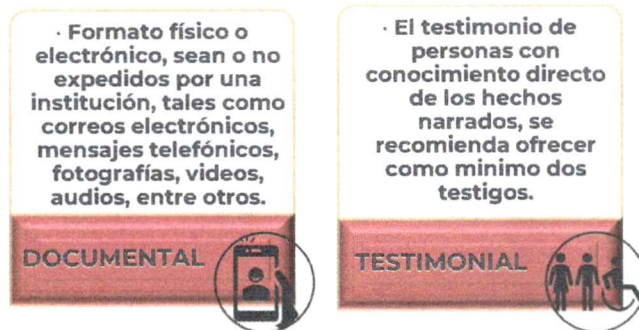 · Formato físico o
electrónico, sean o no
expedidos por una
institución, tales como
correos electrónicos,
mensajes telefónicos,
fotografías, videos,
audios, entre otros.
DOCUMENTAL
· El testimonio de
personas con
conocimiento directo
de los hechos
narrados, se
recomienda ofrecer
como minimo dos
testigos.
TESTIMONIAL